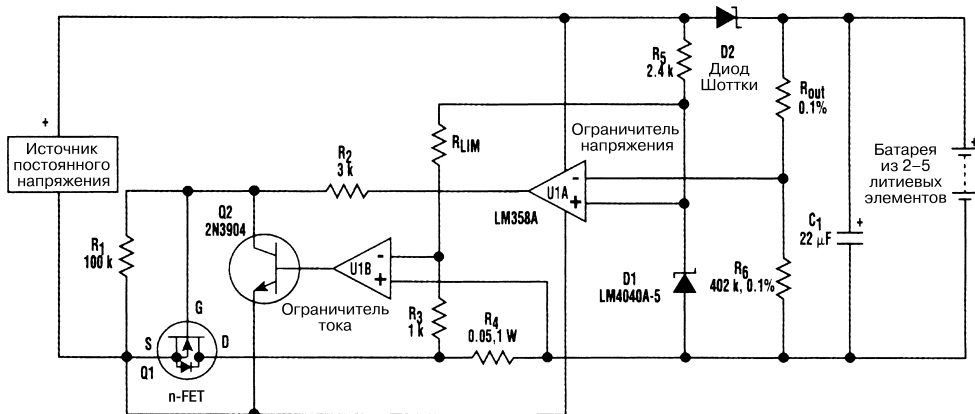 +
Источник
постоянного
напряжения
R1
100 k
S
G
D
Q1
n-FET
Q2
2N3904
R2
3 k
U1B
-
+
Ограничитель
тока
RLIM
R3
1 k
R4
0.05,1 W
R5
2.4 k
Ограничитель
напряжения
U1A
-
+
LM358A
D1
LM4040A-5
D2
Диод
Шоттки
Rout
0.1%
R6
402 k, 0.1%
C1
22 μF
+
Батарея
из 2–5
литиевых
элементов
+